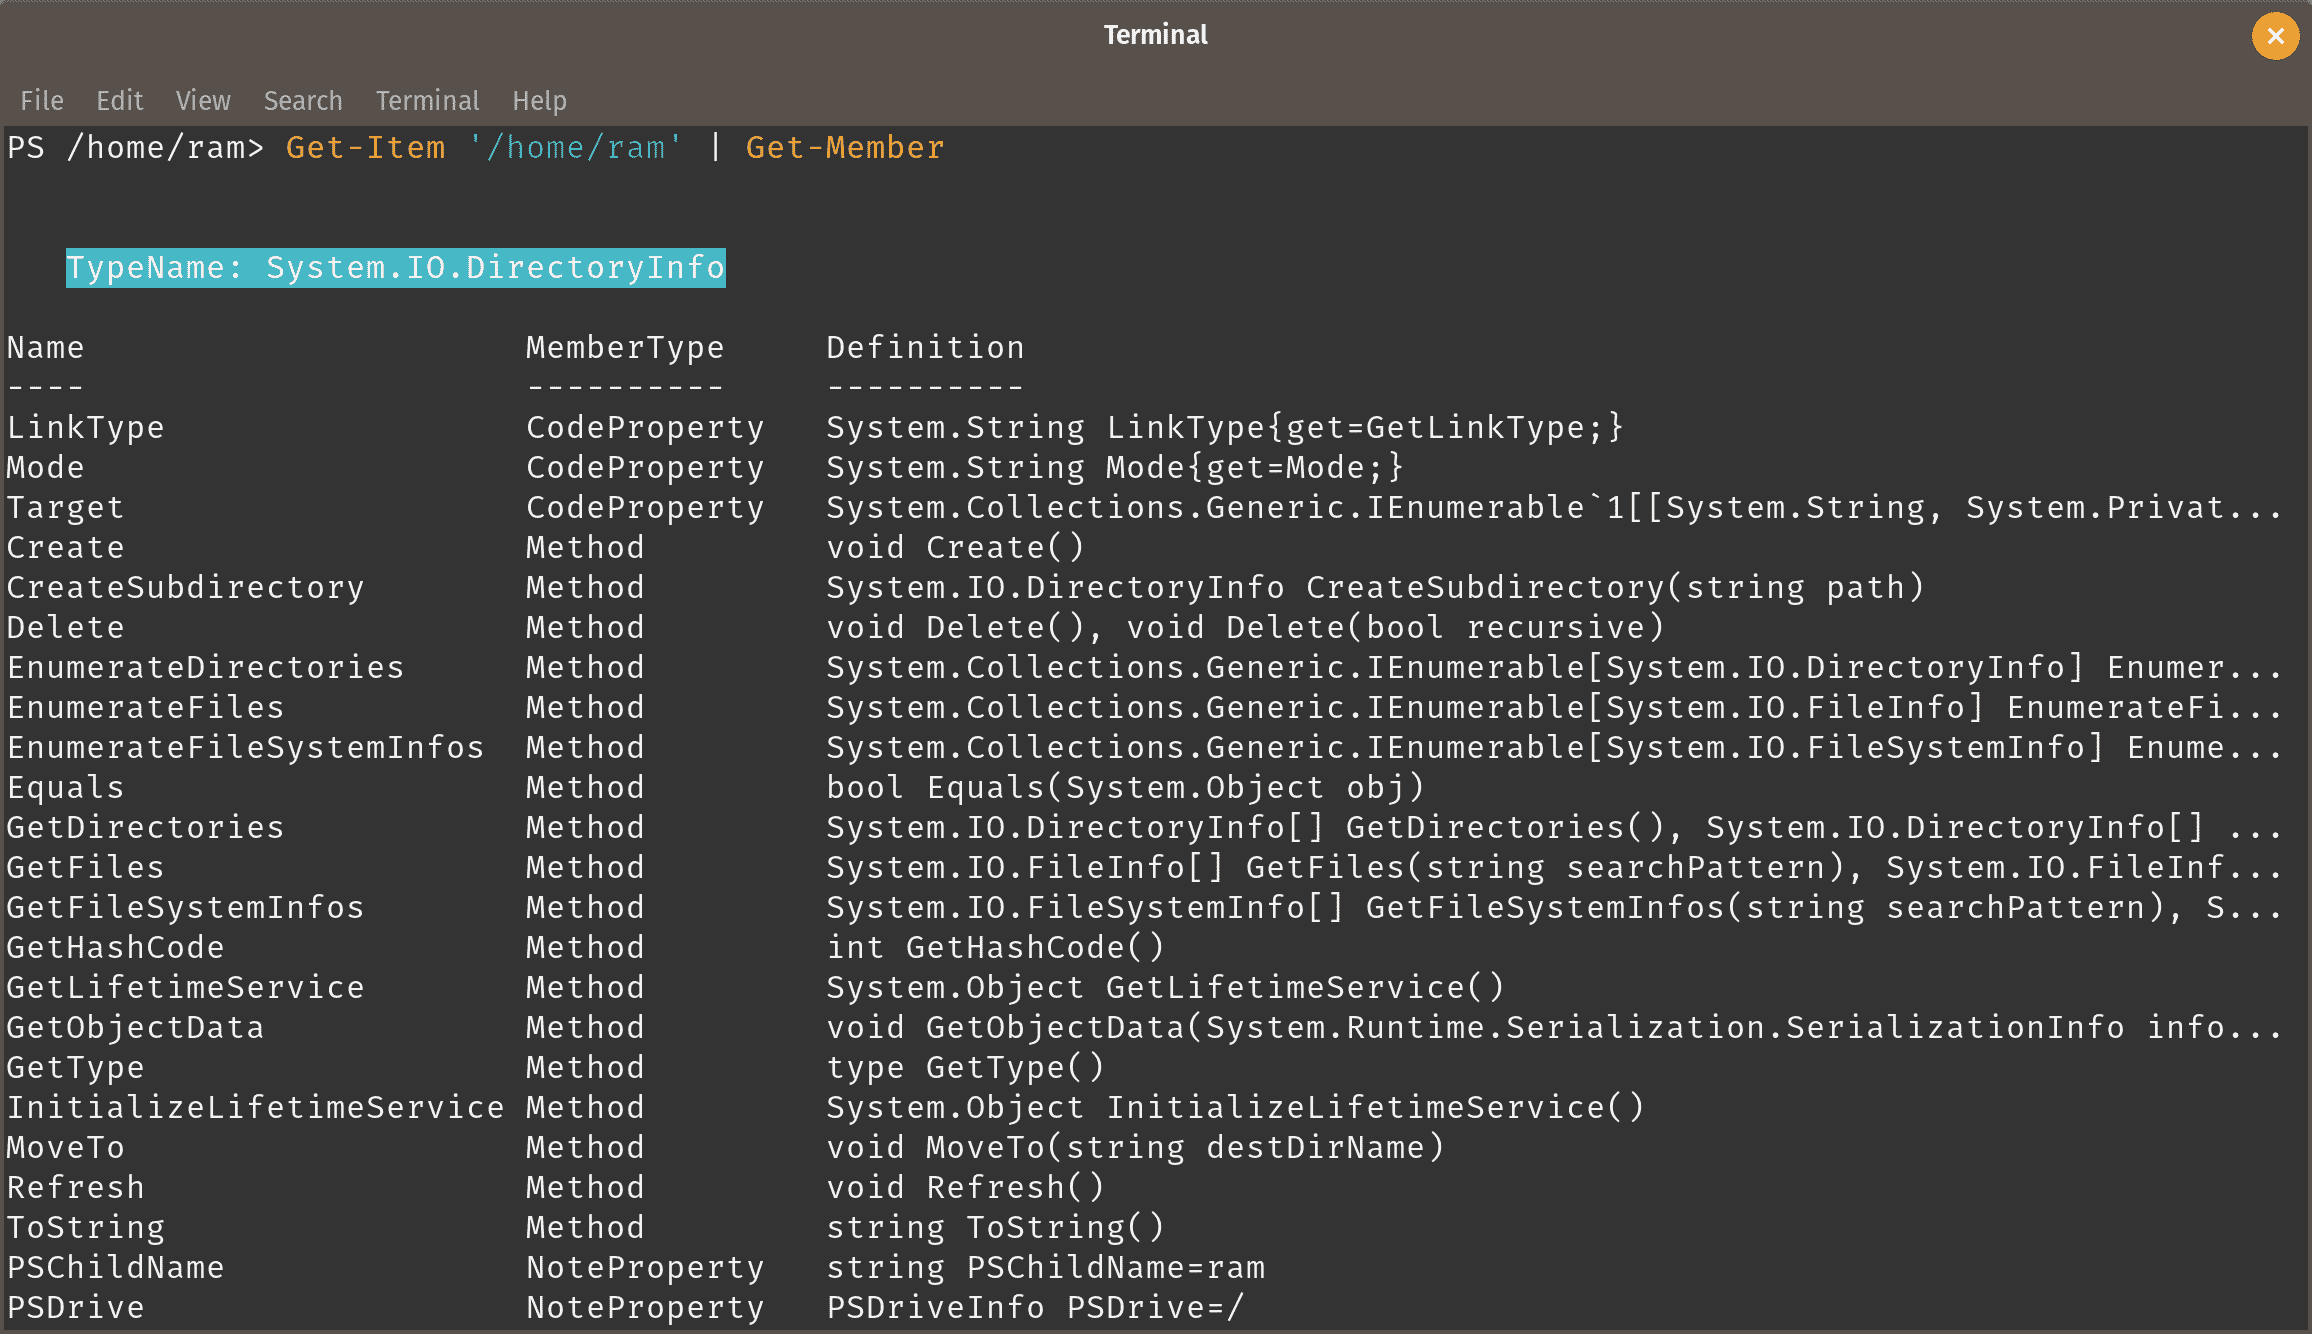 Terminal
File Edit View Search Terminal Help
PS /home/ram> Get-Item '/home/ram' | Get-Member
TypeName: System.IO.DirectoryInfo
Name MemberType Definition
---- ---------- ----------
LinkType CodeProperty System.String LinkType{get=GetLinkType;}
Mode CodeProperty System.String Mode{get=Mode;}
Target CodeProperty System.Collections.Generic.IEnumerable`1[[System.String, System.Privat...
Create Method void Create()
CreateSubdirectory Method System.IO.DirectoryInfo CreateSubdirectory(string path)
Delete Method void Delete(), void Delete(bool recursive)
EnumerateDirectories Method System.Collections.Generic.IEnumerable[System.IO.DirectoryInfo] Enumer...
EnumerateFiles Method System.Collections.Generic.IEnumerable[System.IO.FileInfo] EnumerateFi...
EnumerateFileSystemInfos Method System.Collections.Generic.IEnumerable[System.IO.FileSystemInfo] Enume...
Equals Method bool Equals(System.Object obj)
GetDirectories Method System.IO.DirectoryInfo[] GetDirectories(), System.IO.DirectoryInfo[] ...
GetFiles Method System.IO.FileInfo[] GetFiles(string searchPattern), System.IO.FileInf...
GetFileSystemInfos Method System.IO.FileSystemInfo[] GetFileSystemInfos(string searchPattern), S...
GetHashCode Method int GetHashCode()
GetLifetimeService Method System.Object GetLifetimeService()
GetObjectData Method void GetObjectData(System.Runtime.Serialization.SerializationInfo info...
GetType Method type GetType()
InitializeLifetimeService Method System.Object InitializeLifetimeService()
MoveTo Method void MoveTo(string destDirName)
Refresh Method void Refresh()
ToString Method string ToString()
PSChildName NoteProperty string PSChildName=ram
PSDrive NoteProperty PSDriveInfo PSDrive=/